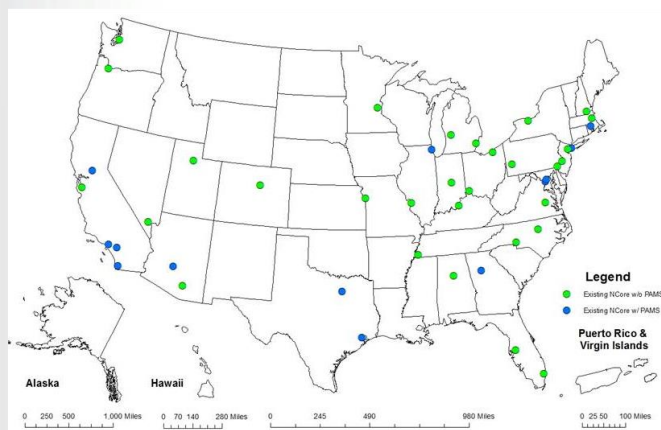 Legend
Existing NCore w/o PAMS
Existing NCore w/ PAMS
Puerto Rico &
Virgin Islands
Alaska
Hawaii
0 250 500 1,000 Miles
0 70 140 280 Miles
0 245 490 980 Miles
0 25 50 100 Miles